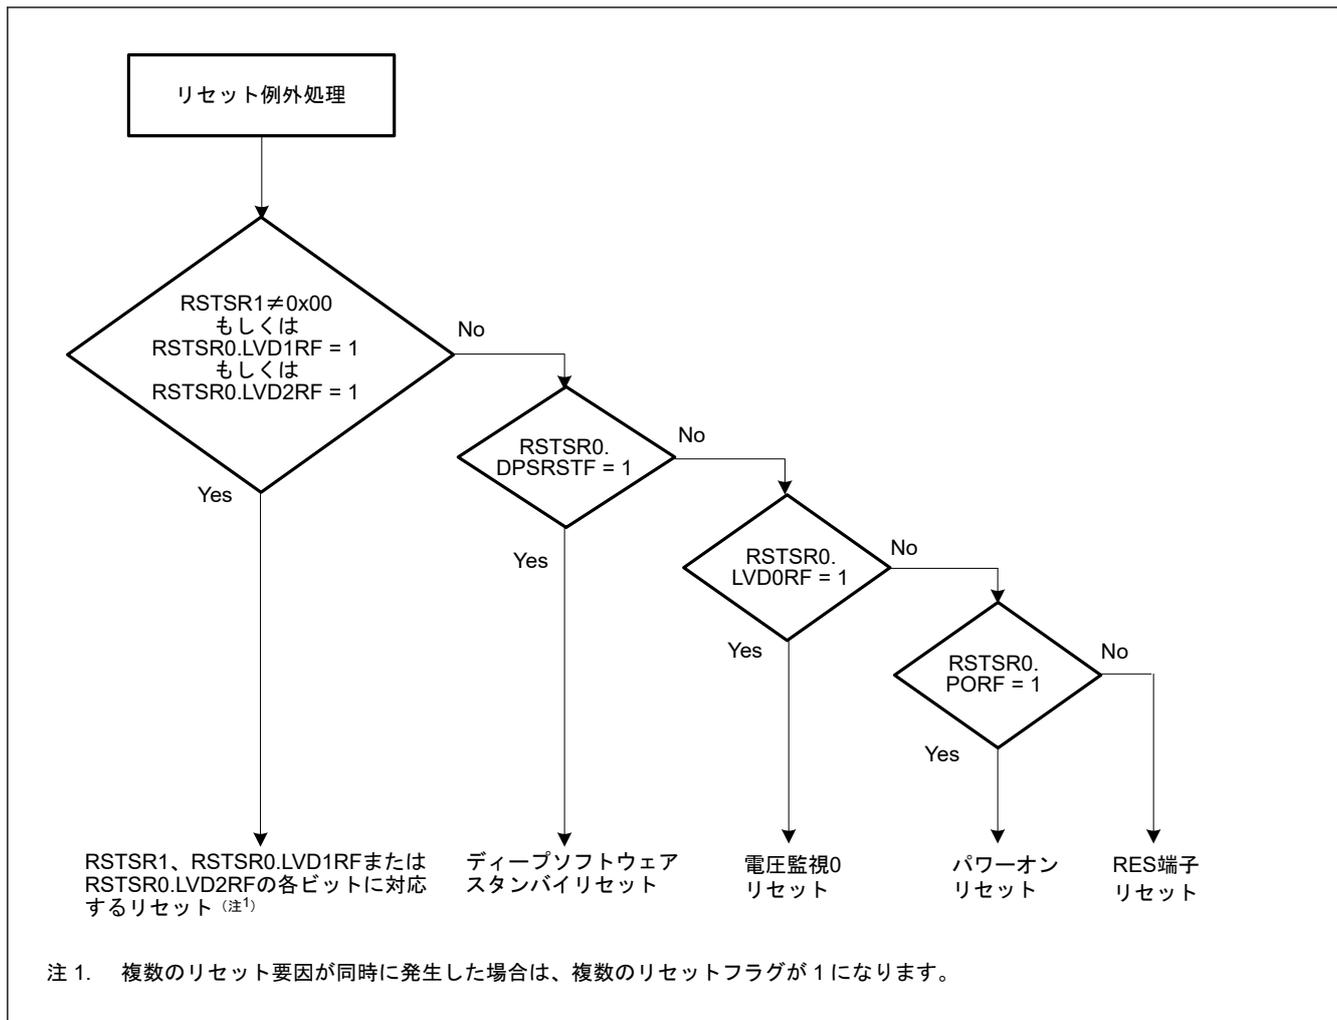 リセット例外処理
RSTSR1≠0x00
もしくは
RSTSR0.LVD1RF = 1
もしくは
RSTSR0.LVD2RF = 1
No
Yes
RSTSR0.
DPSRSTF = 1
No
Yes
RSTSR0.
LVD0RF = 1
No
Yes
RSTSR0.
PORF = 1
No
Yes
RSTSR1、RSTSR0.LVD1RFまたは
RSTSR0.LVD2RFの各ビットに対応
するリセット（注1）
ディープソフトウェア
スタンバイリセット
電圧監視0
リセット
パワーオン
リセット
RES端子
リセット
注 1. 複数のリセット要因が同時に発生した場合は、複数のリセットフラグが 1 になります。